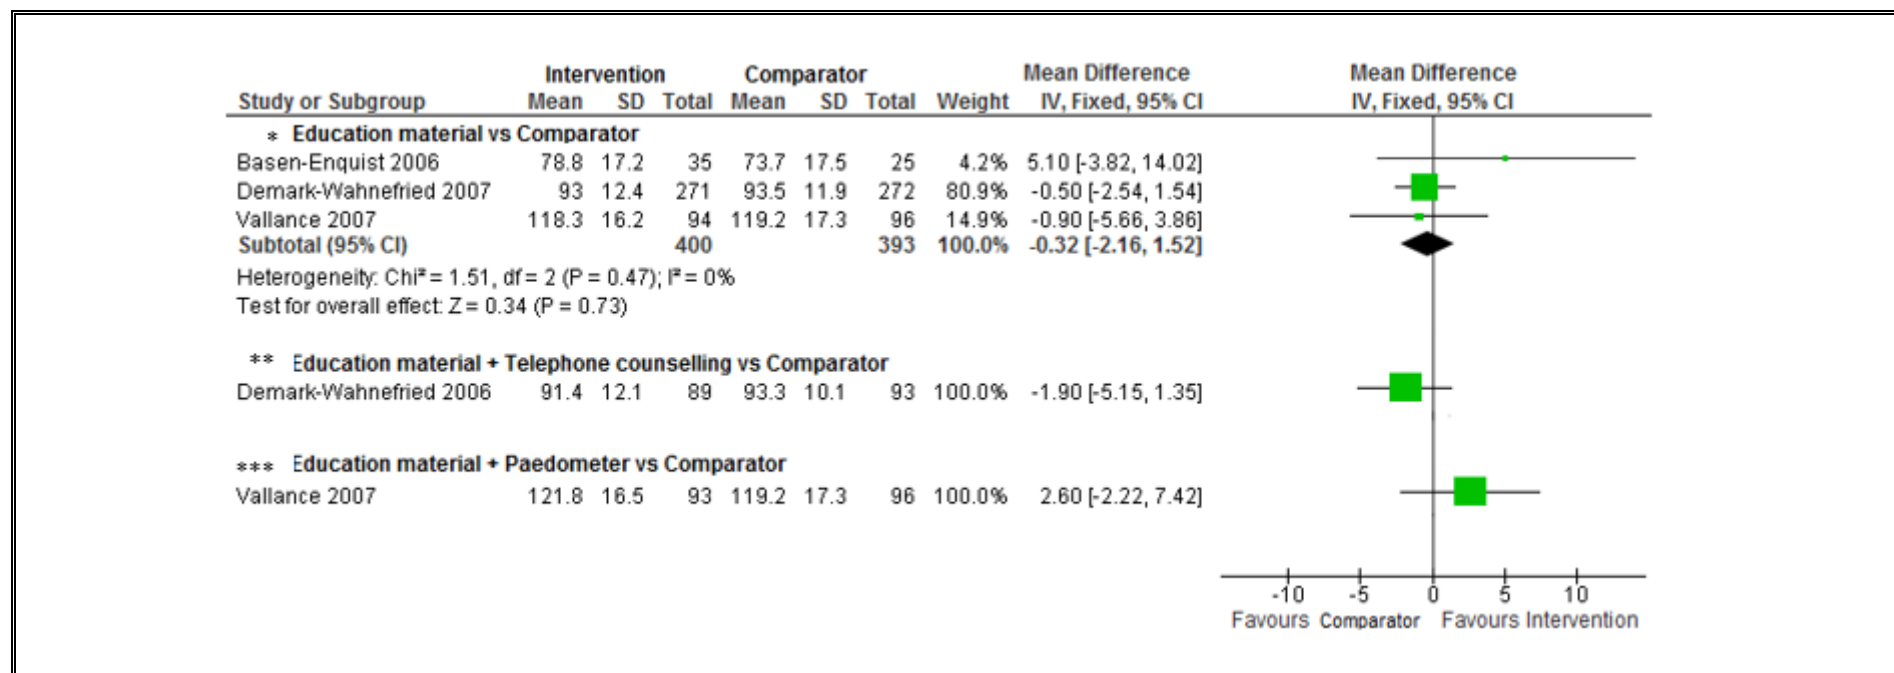 Intervention Comparator Mean Difference Mean Difference
Study or Subgroup Mean SD Total Mean SD Total Weight IV, Fixed, 95% CI IV, Fixed, 95% CI
* Education material vs Comparator
Basen-Enquist 2006 78.8 17.2 35 73.7 17.5 25 4.2% 5.10 [-3.82, 14.02]
Demark-Wahnefried 2007 93 12.4 271 93.5 11.9 272 80.9% -0.50 [-2.54, 1.54]
Vallance 2007 118.3 16.2 94 119.2 17.3 96 14.9% -0.90 [-5.66, 3.86]
Subtotal (95% CI) 400 393 100.0% -0.32 [-2.16, 1.52]
Heterogeneity: Chi² = 1.51, df = 2 (P = 0.47); I² = 0%
Test for overall effect: Z = 0.34 (P = 0.73)
** Education material + Telephone counselling vs Comparator
Demark-Wahnefried 2006 91.4 12.1 89 93.3 10.1 93 100.0% -1.90 [-5.15, 1.35]
*** Education material + Paedometer vs Comparator
Vallance 2007 121.8 16.5 93 119.2 17.3 96 100.0% 2.60 [-2.22, 7.42]
-10 -5 0 5 10
Favours Comparator Favours Intervention